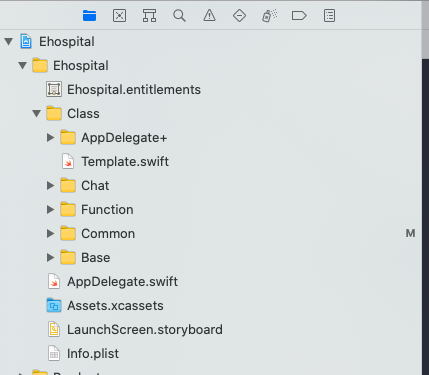 Ehospital
Ehospital
Ehospital.entitlements
Class
AppDelegate+
Template.swift
Chat
Function
Common M
Base
AppDelegate.swift
Assets.xcassets
LaunchScreen.storyboard
Info.plist